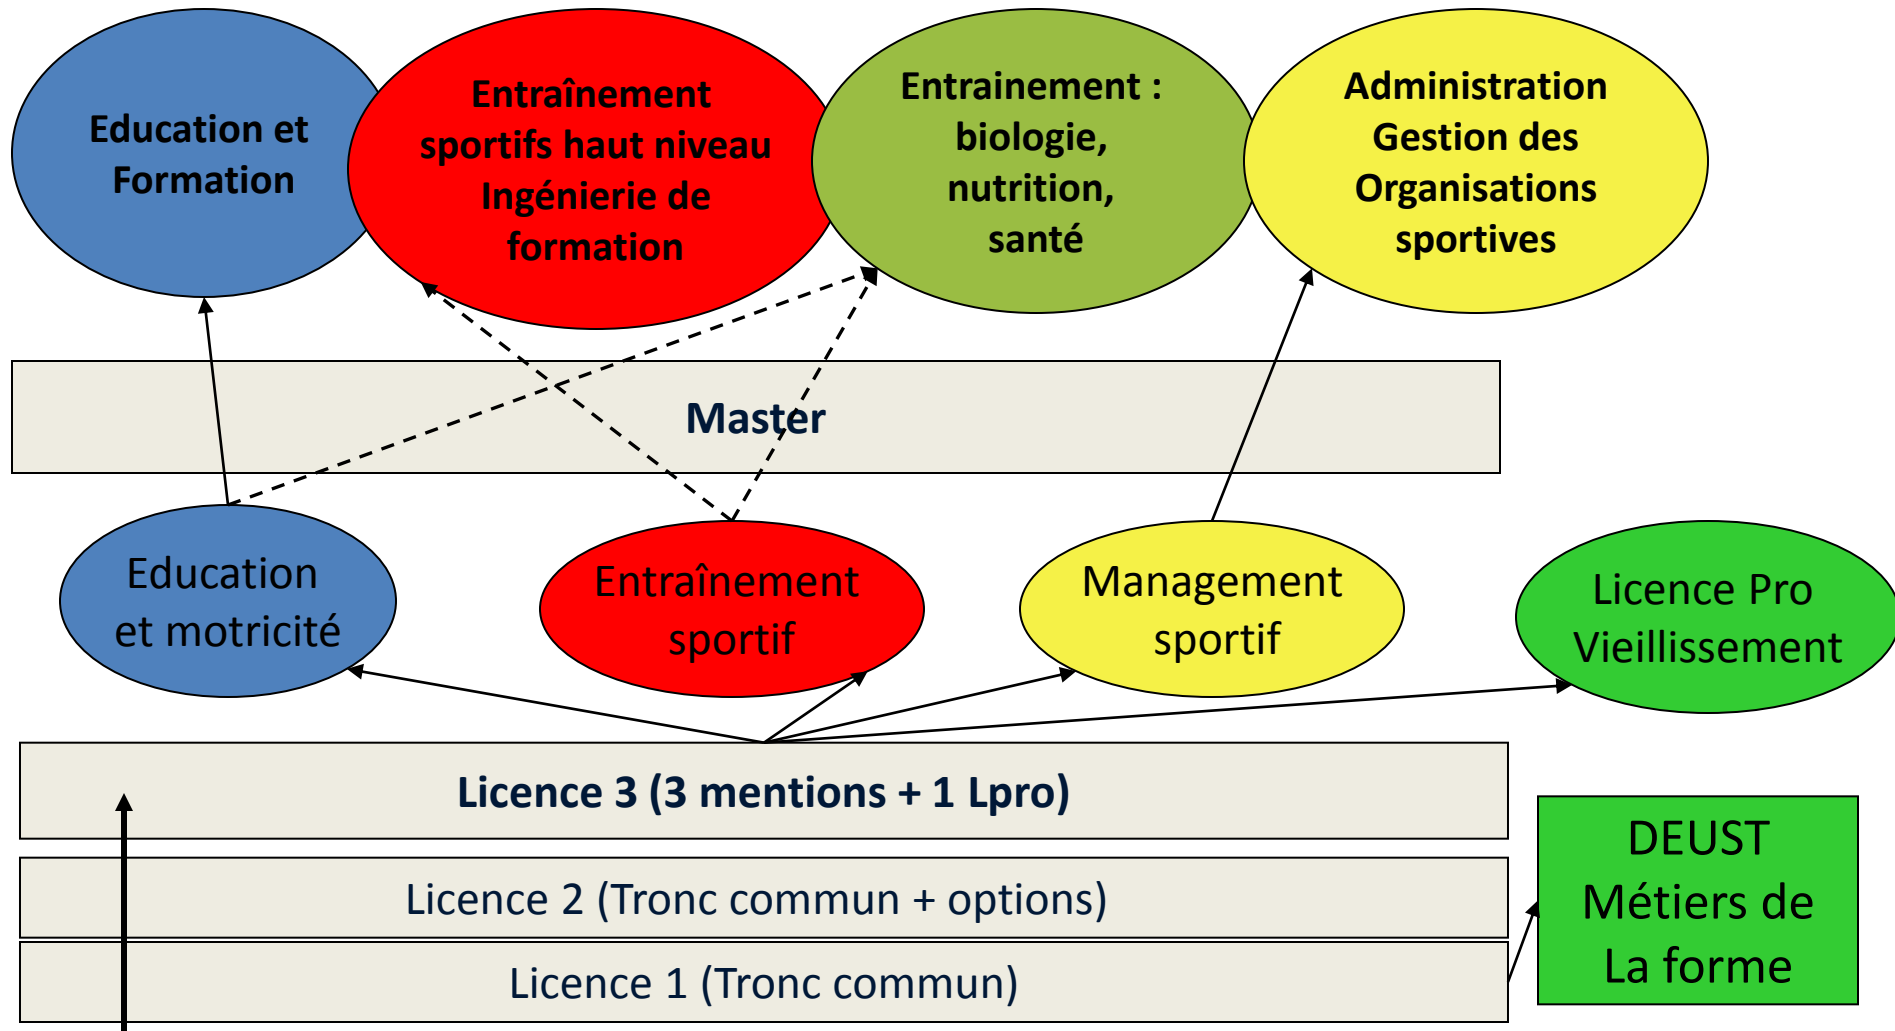 Education et
Formation
Entraînement
sportifs haut niveau
Ingénierie de
formation
Entrainement :
biologie,
nutrition,
santé
Administration
Gestion des
Organisations
sportives
Master
Education
et motricité
Entraînement
sportif
Management
sportif
Licence Pro
Vieillissement
Licence 3 (3 mentions + 1 Lpro)
Licence 2 (Tronc commun + options)
Licence 1 (Tronc commun)
DEUST
Métiers de
La forme